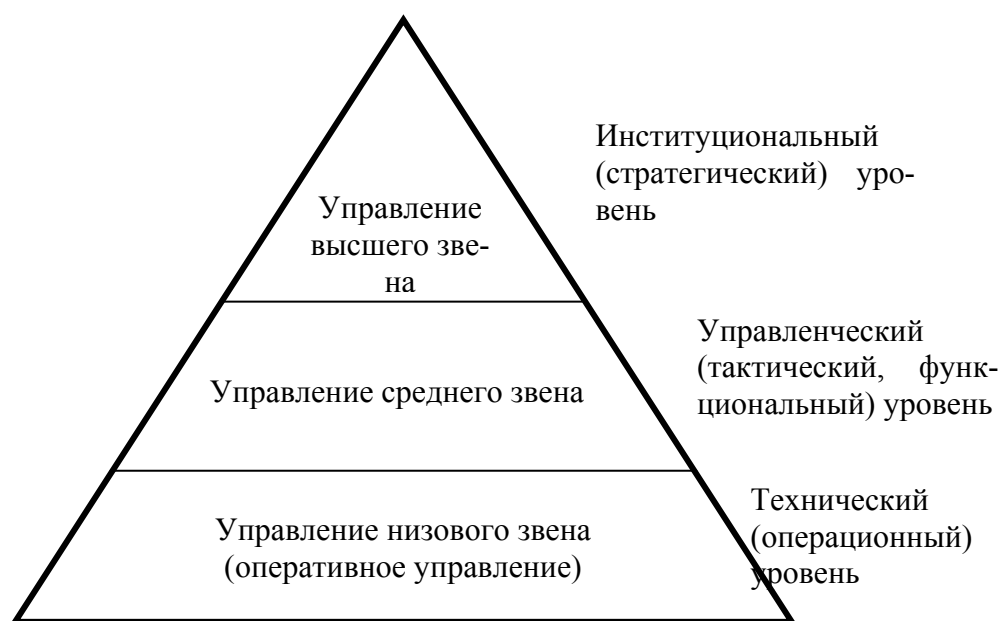 Институциональный
(стратегический) уро-
вень
Управление
высшего зве-
на
Управленческий
(тактический, функ-
циональный) уровень
Управление среднего звена
Технический
(операционный)
уровень
Управление низового звена
(оперативное управление)